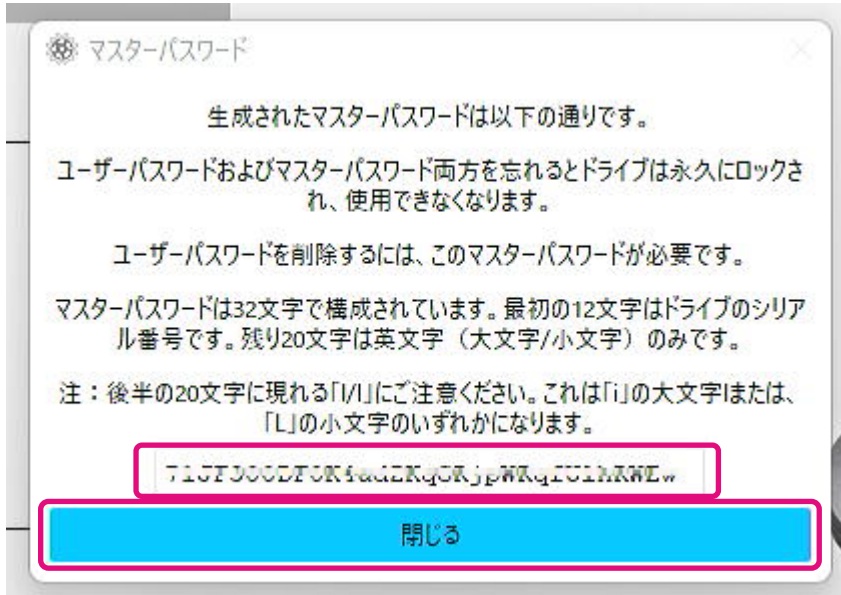 マスターパスワード
生成されたマスターパスワードは以下の通りです。
ユーザーパスワードおよびマスターパスワード両方を忘れるとドライブは永久にロックさ
れ、使用できなくなります。
ユーザーパスワードを削除するには、このマスターパスワードが必要です。
マスターパスワードは32文字で構成されています。最初の12文字はドライブのシリア
ル番号です。残り20文字は英文字（大文字/小文字）のみです。
注：後半の20文字に現れる「I/l」にご注意ください。これは「i」の大文字Iまたは、
「L」の小文字のいずれかになります。
閉じる